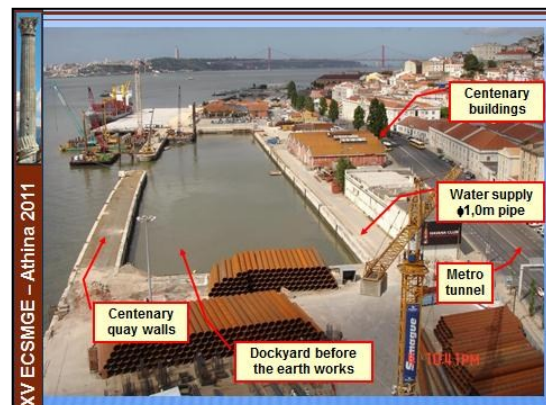 XV ECSMGE – Athina 2011
Centenary
buildings
Water supply
ϕ1,0m pipe
Metro
tunnel
Centenary
quay walls
Dockyard before
the earth works
Somague